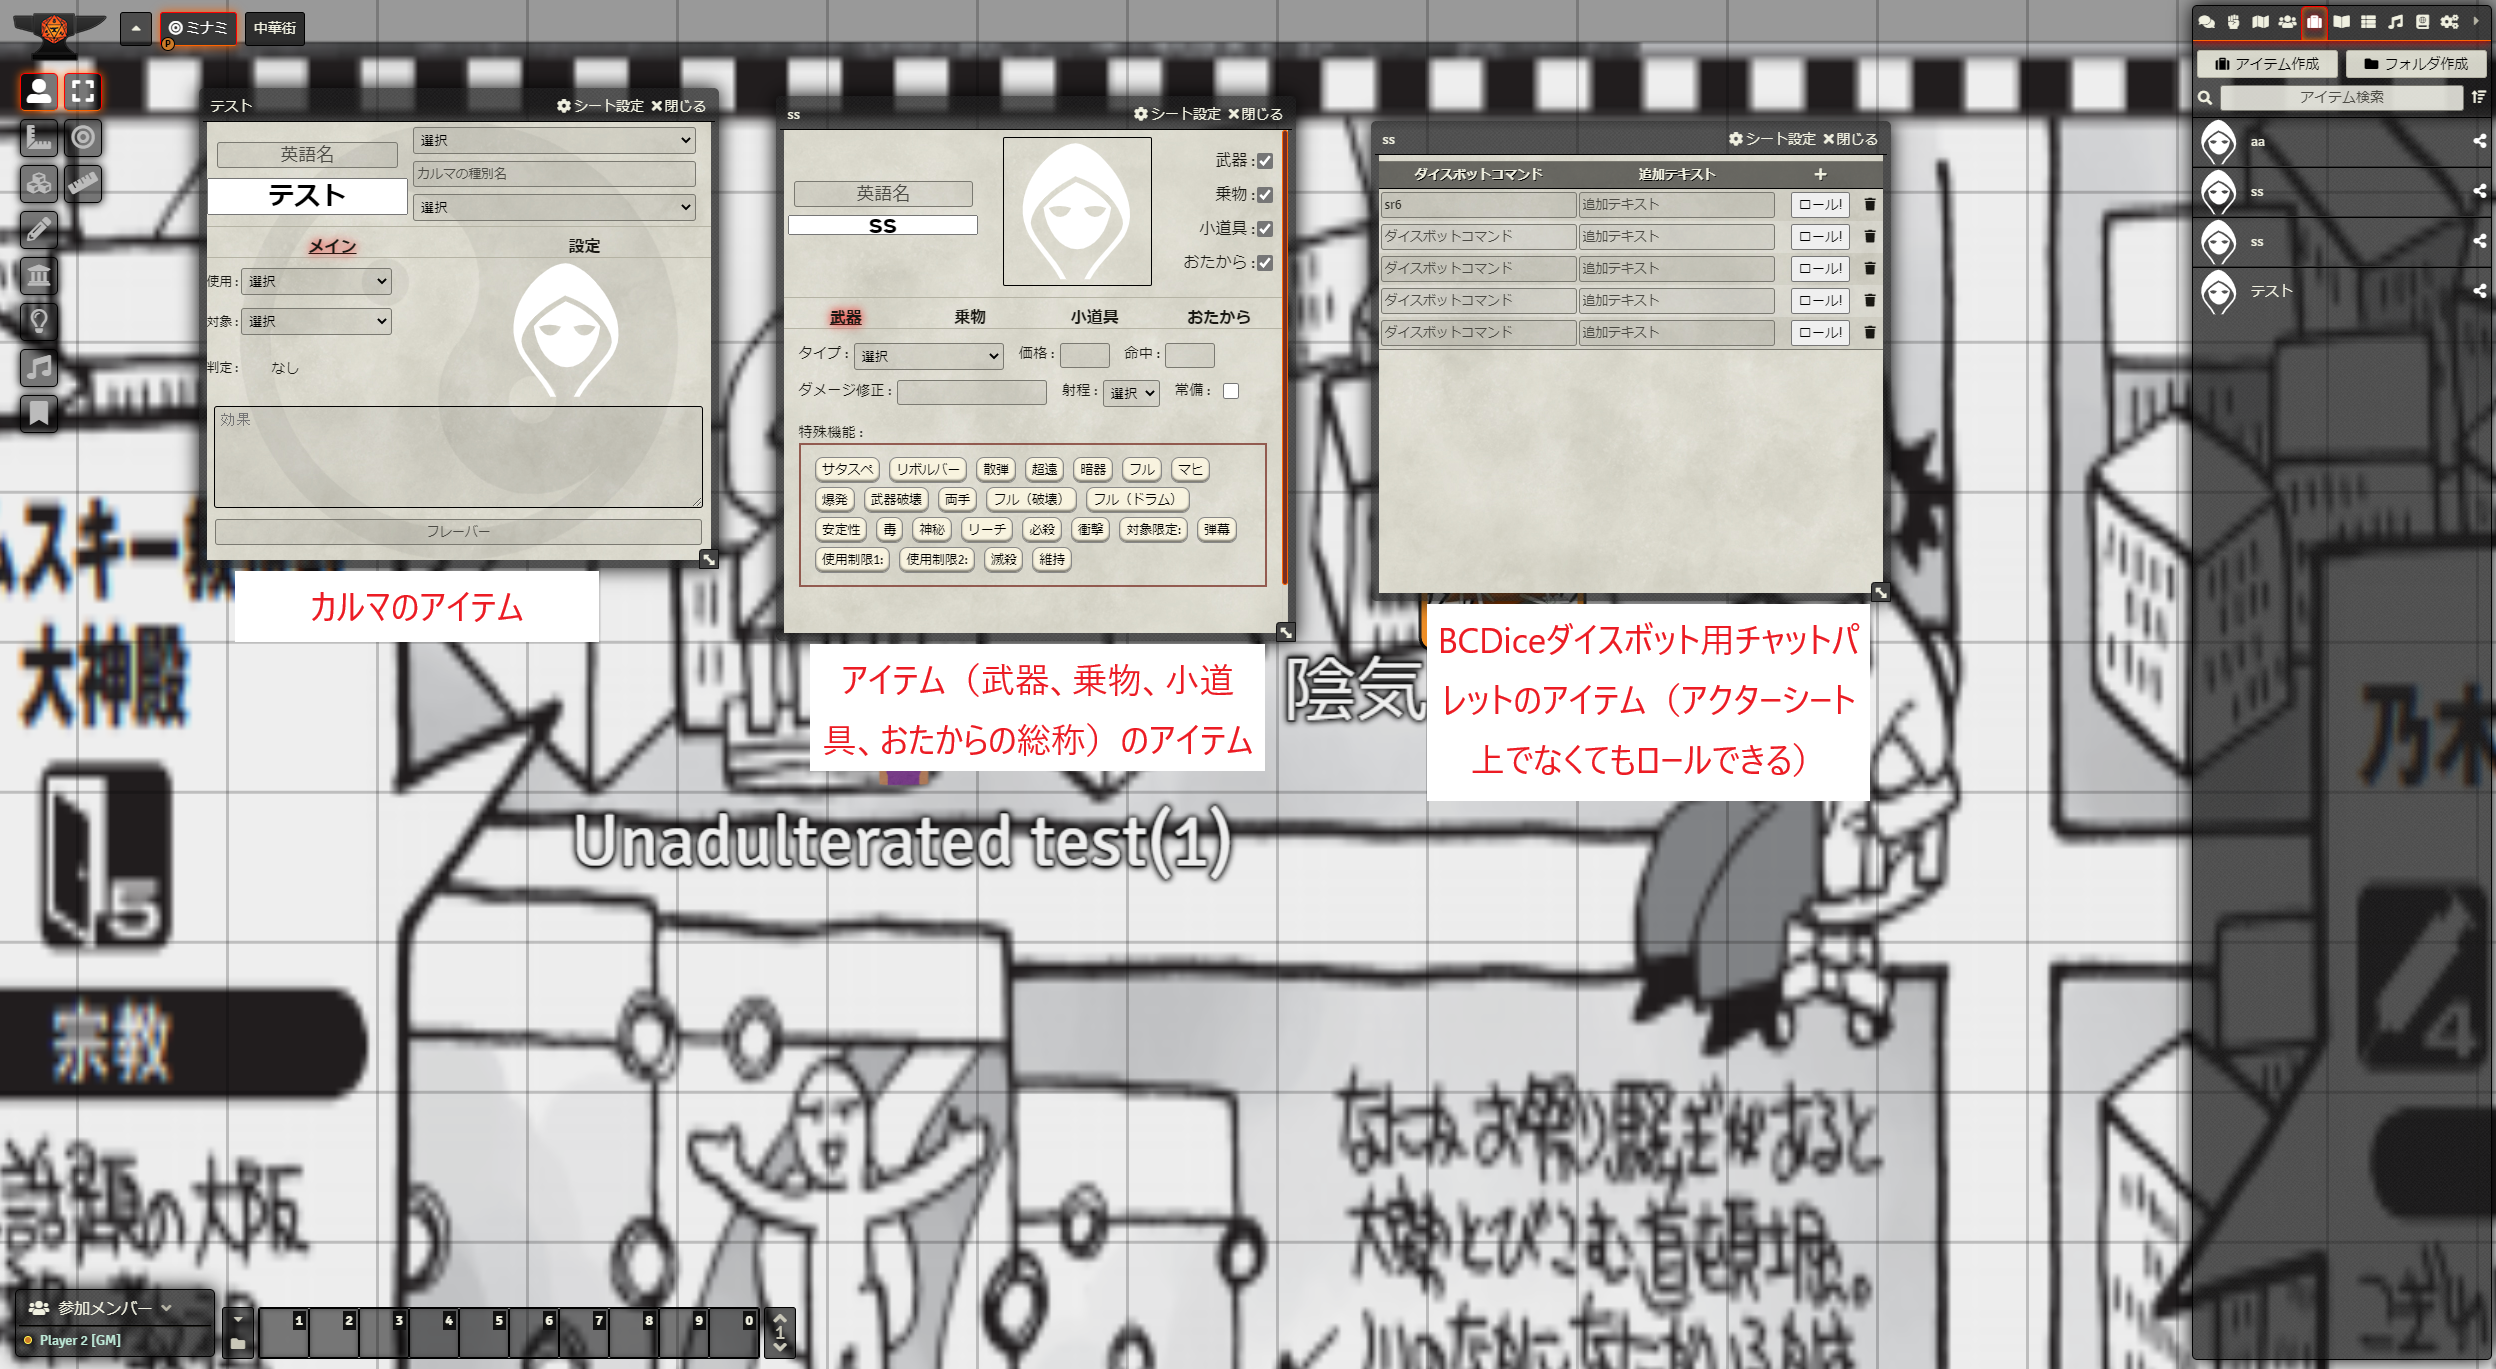 ミナミ
中華街
アイテム作成
フォルダ作成
アイテム検索
aa
ss
ss
テスト
テスト
シート設定
閉じる
英語名
テスト
選択
カルマの種別名
選択
メイン
設定
使用:
選択
対象:
選択
判定:
なし
効果
フレーバー
カルマのアイテム
ss
シート設定
閉じる
英語名
ss
武器:
乗物:
小道具:
おたから:
武器
乗物
小道具
おたから
タイプ:
選択
価格:
命中:
ダメージ修正:
射程:
選択
常備:
特殊機能:
サタスペ リボルバー 散弾 超遠 暗器 フル マヒ
爆発 武器破壊 両手 フル（破壊） フル（ドラム）
安定性 毒 神秘 リーチ 必殺 衝撃 対象限定: 弾幕
使用制限1: 使用制限2: 滅殺 維持
アイテム（武器、乗物、小道
具、おたからの総称）のアイテム
ss
シート設定
閉じる
ダイスボットコマンド 追加テキスト +
sr6 追加テキスト ロール!
ダイスボットコマンド 追加テキスト ロール!
ダイスボットコマンド 追加テキスト ロール!
ダイスボットコマンド 追加テキスト ロール!
ダイスボットコマンド 追加テキスト ロール!
BCDiceダイスボット用チャットパ
レットのアイテム（アクターシート
上でなくてもロールできる）
陰気
Unadulterated test(1)
大神殿
5
宗教
の大阪
乃木
4
参加メンバー
Player 2 [GM]
1 2 3 4 5 6 7 8 9 0
1